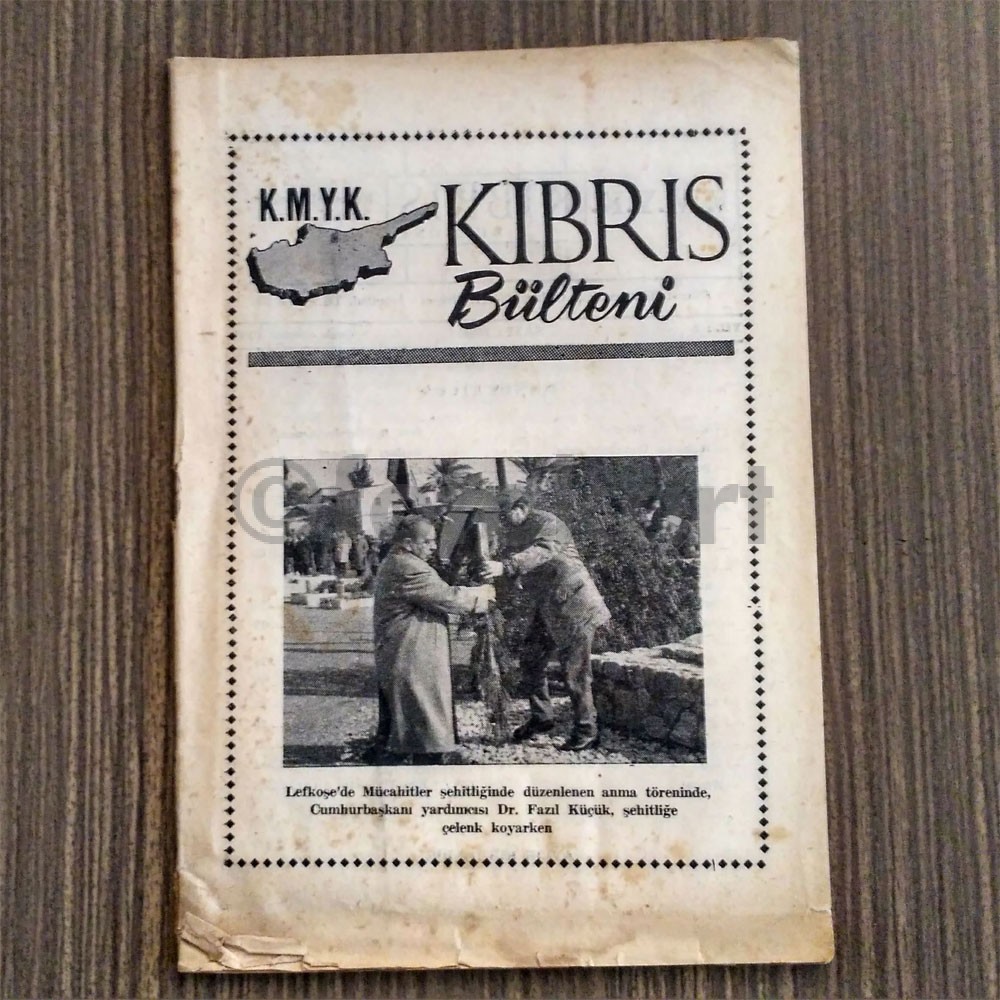 K.M.Y.K.
KIBRIS
Bülteni
Lefkoşe'de Mücahitler şehitliğinde düzenlenen anma töreninde,
Cumhurbaşkanı yardımcısı Dr. Fazıl Küçük, şehitliğe
çelenk koyarken